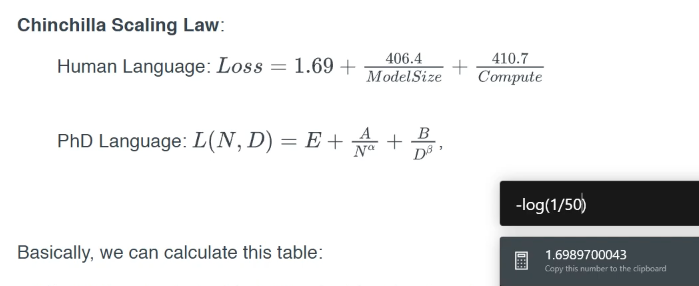 Chinchilla Scaling Law:
Human Language: Loss = 1.69 + 406.4/ModelSize + 410.7/Compute
PhD Language: L(N, D) = E + A/N^α + B/D^β,
-log(1/50)
1.6989700043
Copy this number to the clipboard
Basically, we can calculate this table: